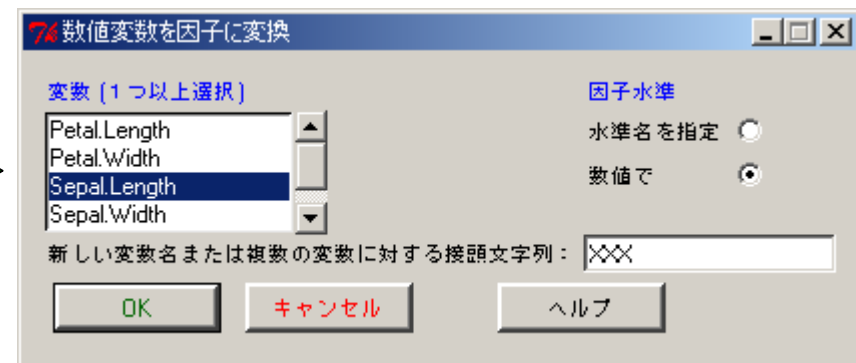 数値変数を因子に変換
変数 (1 つ以上選択)
Petal.Length
Petal.Width
Sepal.Length
Sepal.Width
因子水準
水準名を指定
数値で
新しい変数名または複数の変数に対する接頭文字列: XXX
OK
キャンセル
ヘルプ